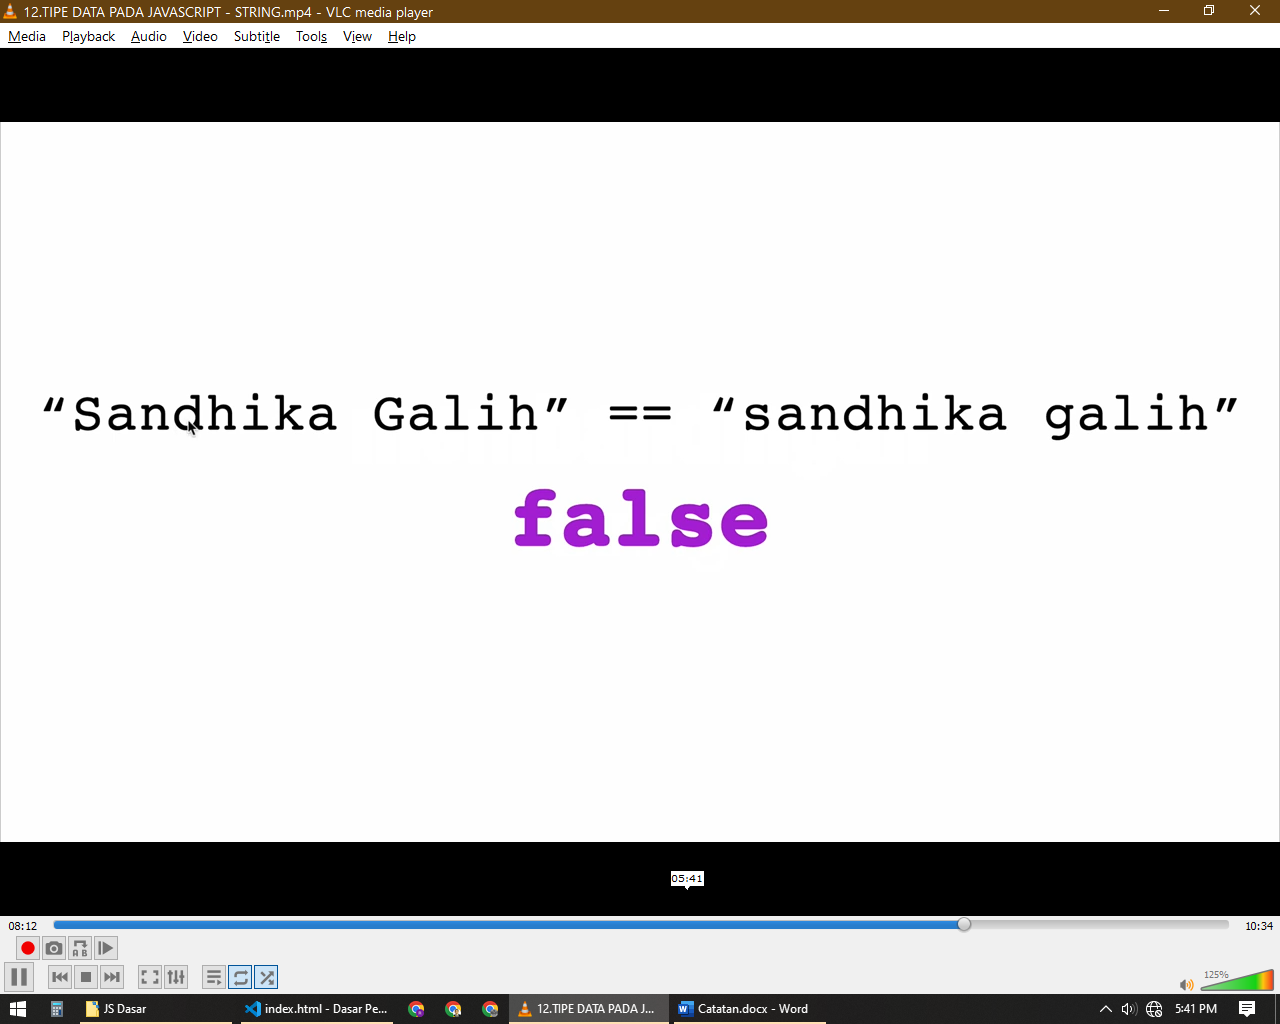 12.TIPE DATA PADA JAVASCRIPT - STRING.mp4 - VLC media player
Media Playback Audio Video Subtitle Tools View Help
“Sandhika Galih” == “sandhika galih”
false
05:41
08:12
10:34
A B
125%
JS Dasar
index.html - Dasar Pe...
12.TIPE DATA PADA J...
Catatan.docx - Word
5:41 PM